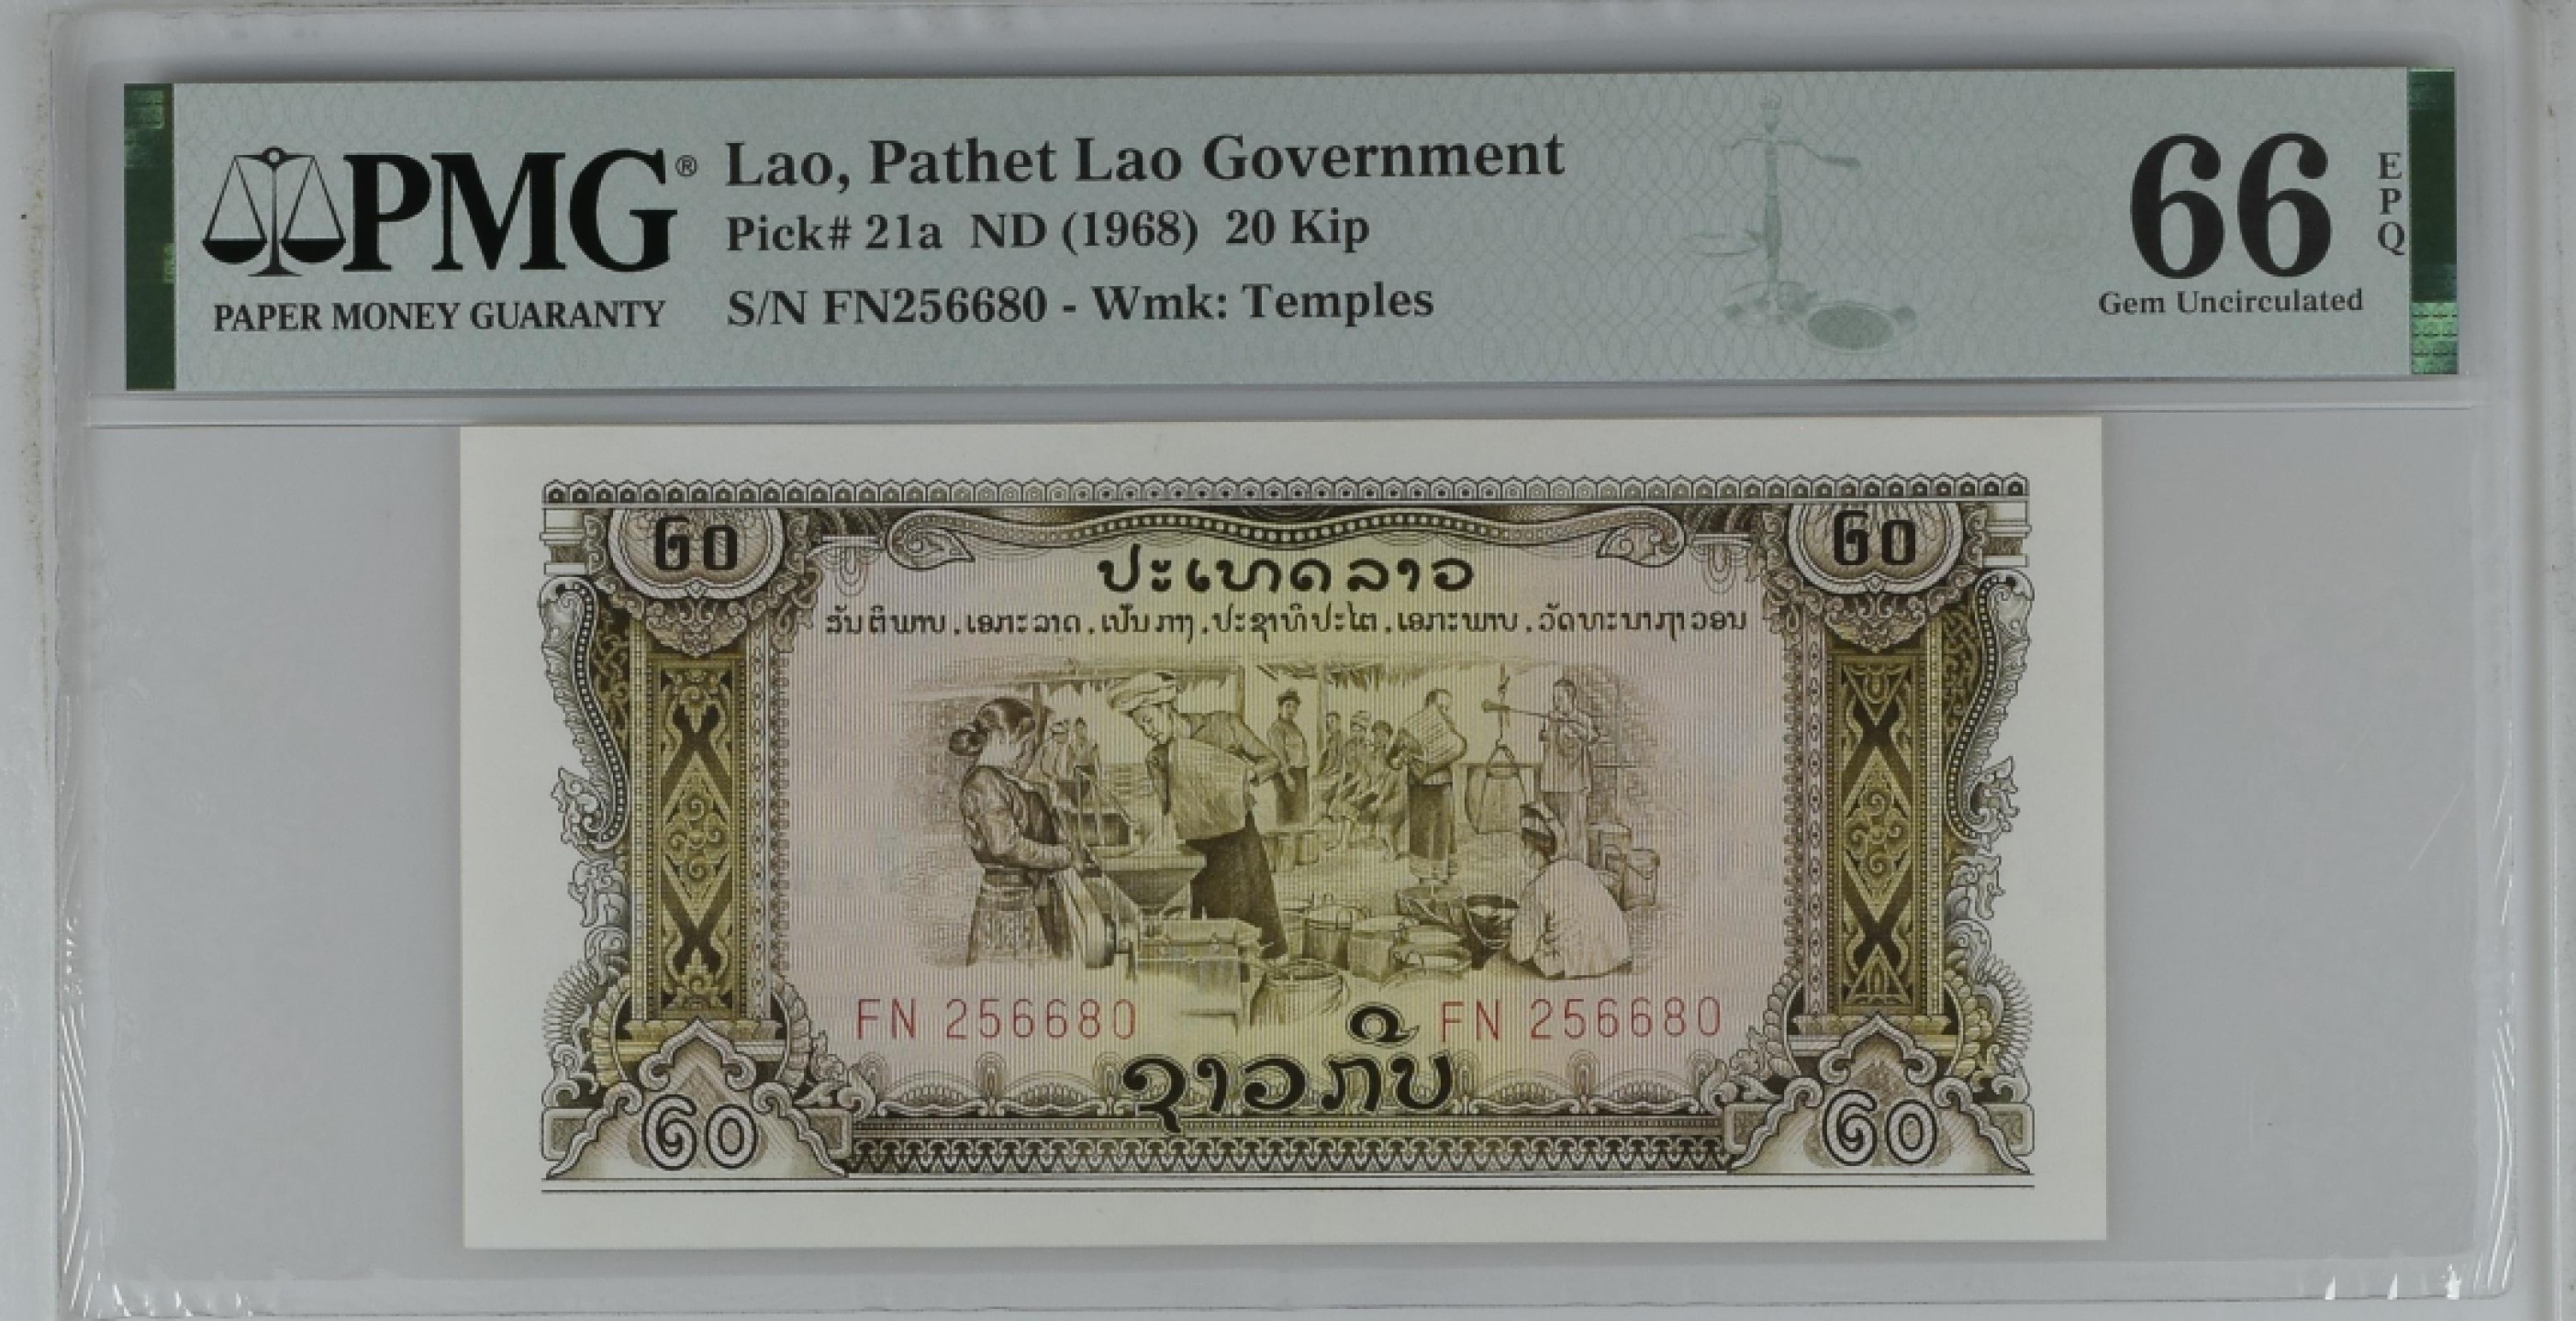 PMG®
PAPER MONEY GUARANTY
Lao, Pathet Lao Government
Pick# 21a ND (1968) 20 Kip
S/N FN256680 - Wmk: Temples
66
EPQ
Gem Uncirculated
໒໐ ໒໐
ປະເທດລາວ
ສັນຕິພາບ, ເອກະລາດ, ເປັນກາງ, ປະຊາທິປະໄຕ, ເອກະພາບ, ວັດທະນາຖາວອນ
FN 256680 FN 256680
ຊາວກີບ
໒໐ ໒໐